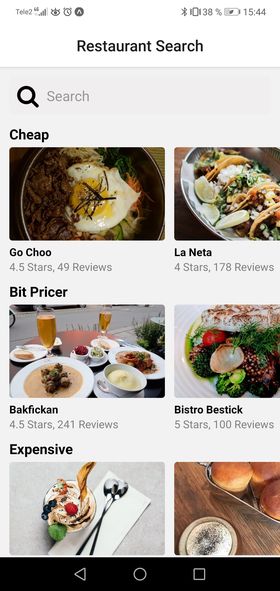 Tele2 38 % 15:44
Restaurant Search
Search
Cheap
Go Choo
4.5 Stars, 49 Reviews
La Neta
4 Stars, 178 Reviews
Bit Pricer
Bakfickan
4.5 Stars, 241 Reviews
Bistro Bestick
5 Stars, 100 Reviews
Expensive